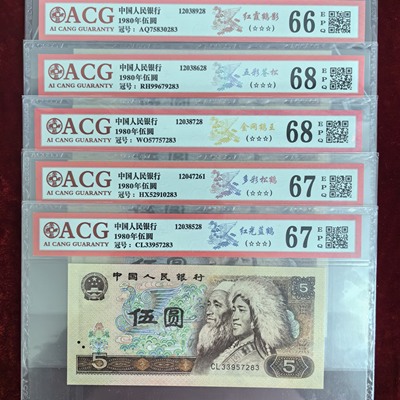 ACG
AI CANG GUARANTY
中国人民银行 12038928
1980年伍圆
冠号: AQ75830283
红霞鹤影
(☆☆☆)
66 EPQ
ACG
AI CANG GUARANTY
中国人民银行 12038628
1980年伍圆
冠号: RH99679283
五彩苍松
(☆☆☆)
68 EPQ
ACG
AI CANG GUARANTY
中国人民银行 12038728
1980年伍圆
冠号: WO57757283
金网鹤王
(☆☆☆)
68 EPQ
ACG
AI CANG GUARANTY
中国人民银行 12047261
1980年伍圆
冠号: HX52910283
多彩松鹤
(☆☆☆)
67 EPQ
ACG
AI CANG GUARANTY
中国人民银行 12038528
1980年伍圆
冠号: CL33957283
红光蓝鹤
(☆☆☆)
67 EPQ
中国人民银行
5
伍圆
5
CL33957283
5